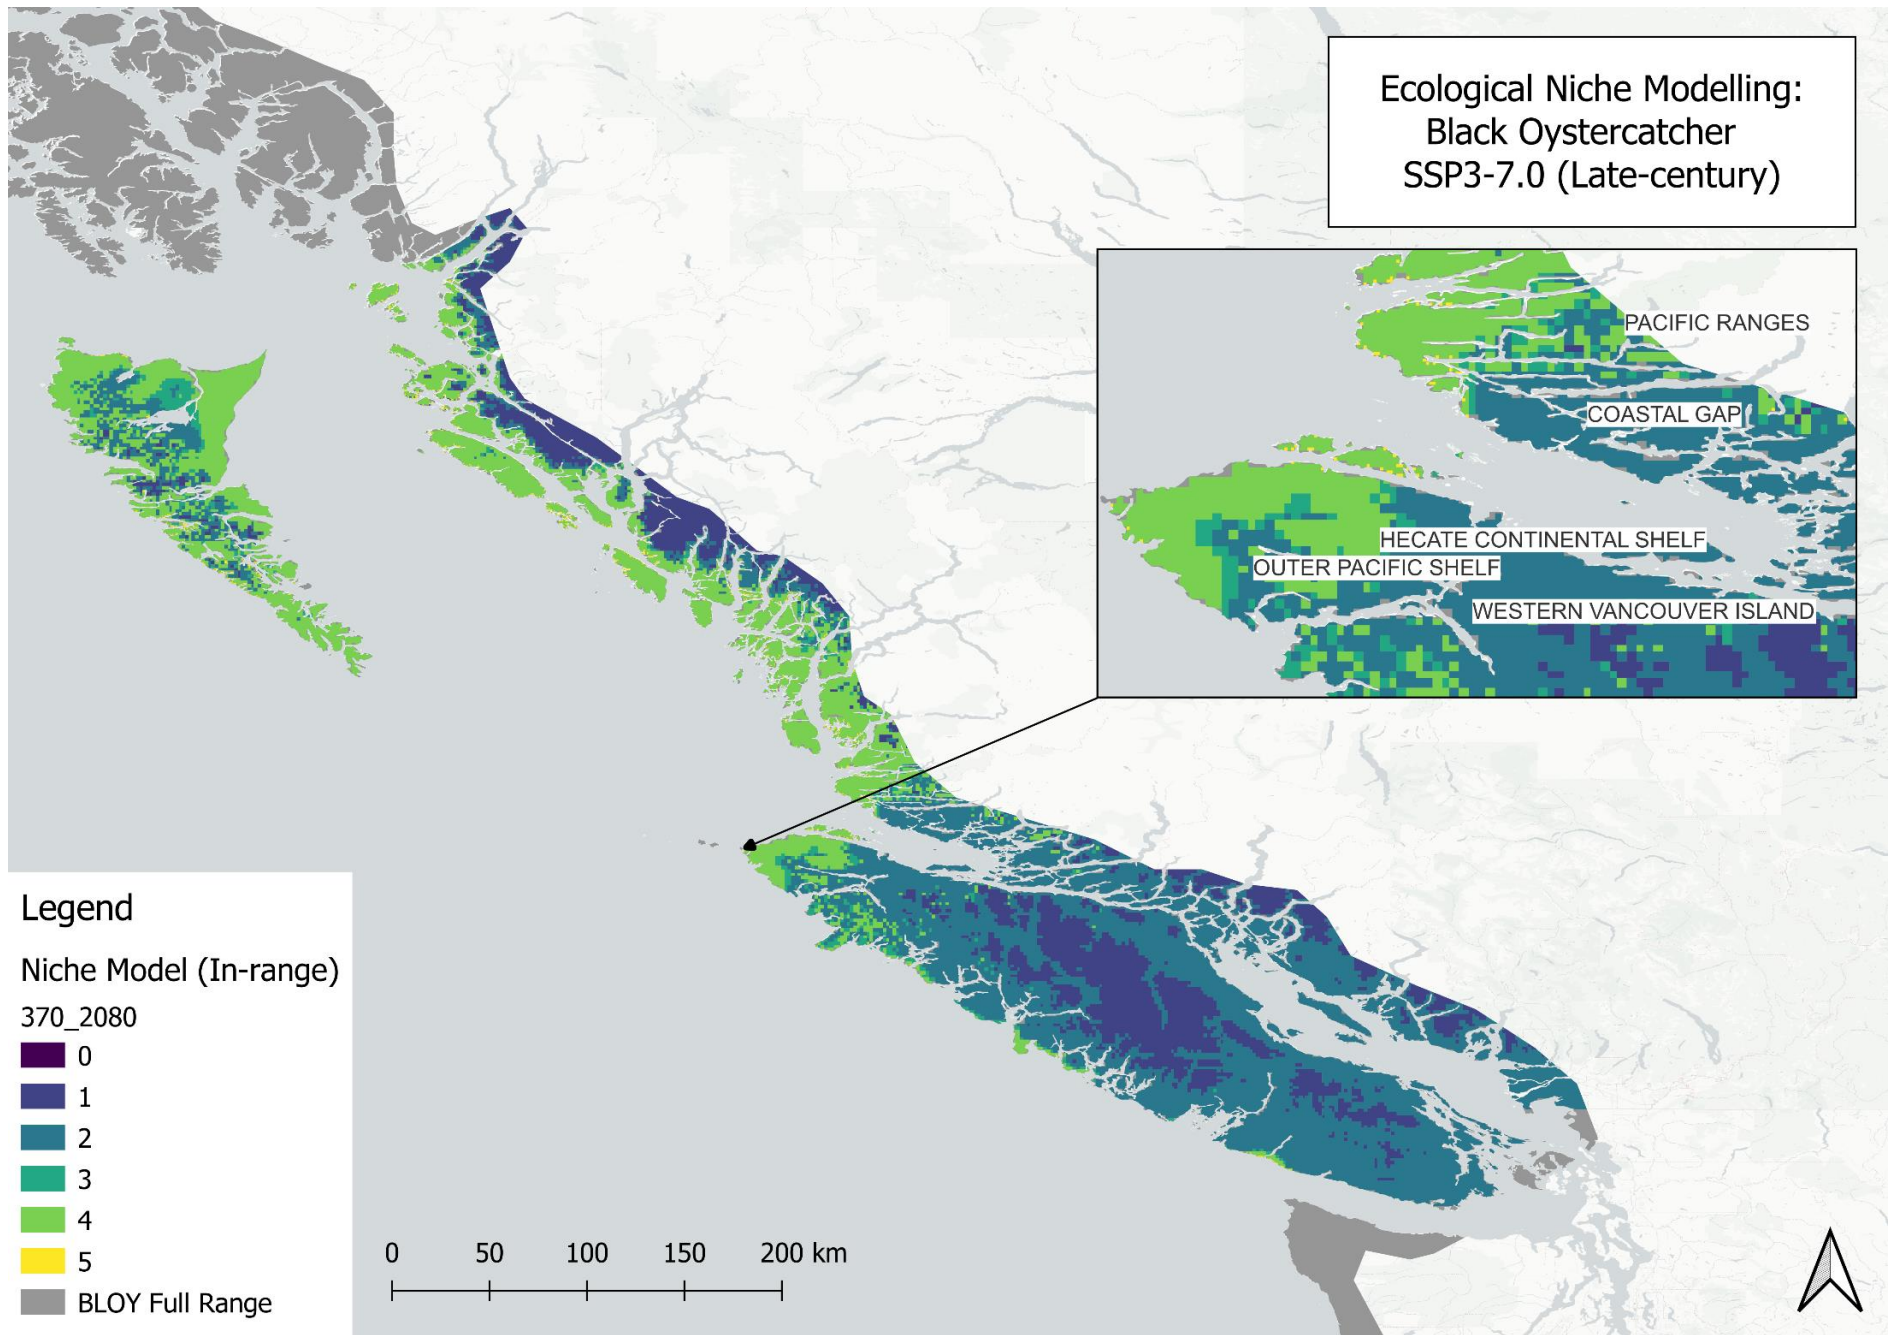 Ecological Niche Modelling:
Black Oystercatcher
SSP3-7.0 (Late-century)
PACIFIC RANGES
COASTAL GAP
HECATE CONTINENTAL SHELF
OUTER PACIFIC SHELF
WESTERN VANCOUVER ISLAND
Legend
Niche Model (In-range)
370_2080
0
1
2
3
4
5
BLOY Full Range
0 50 100 150 200 km